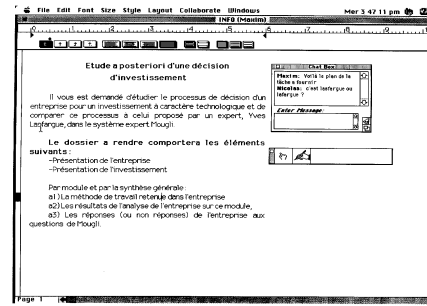 File Edit Font Size Style Layout Collaborate Windows Mer 3 47 11 pm
INFO (Maxim)
Etude a posteriori d'une décision
d'investissement
Il vous est demandé d'étudier le processus de décision d'un
entreprise pour un investissement à caractère technologique et de
comparer ce processus à celui proposé par un expert, Yves
Lasfargue, dans le système expert Mougli.
Le dossier a rendre comportera les éléments
suivants:
-Présentation de l'entreprise
-Présentation de l'investissement
Par module et par la synthèse générale:
a1) La méthode de travail retenue dans l'entreprise
a2) Les résultats de l'analyse de l'entreprise sur ce module,
a3) Les réponses (ou non réponses) de l'entreprise aux
questions de Mougli.
Chat Box
Maxim: Voilà le plan de la
tâche a fournir
Nicolas: c'est lasfargue ou
lafargue ?
Enter Message:
Page 1